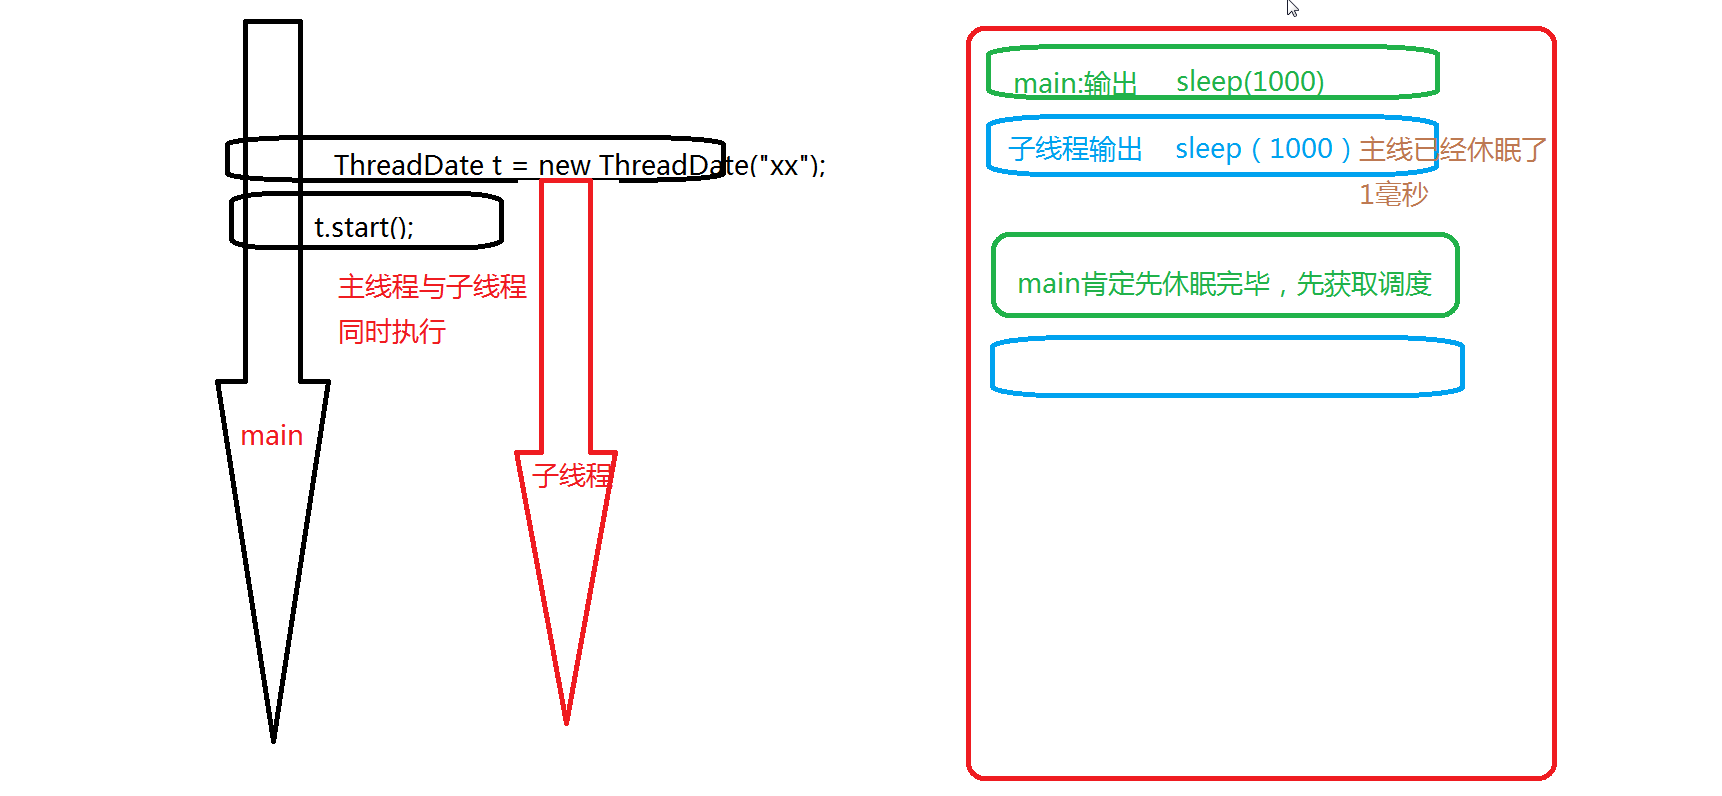 ThreadDate t = new ThreadDate("xx");
t.start();
主线程与子线程
同时执行
main
子线程
main:输出 sleep(1000)
子线程输出 sleep（1000）主线已经休眠了
1毫秒
main肯定先休眠完毕，先获取调度